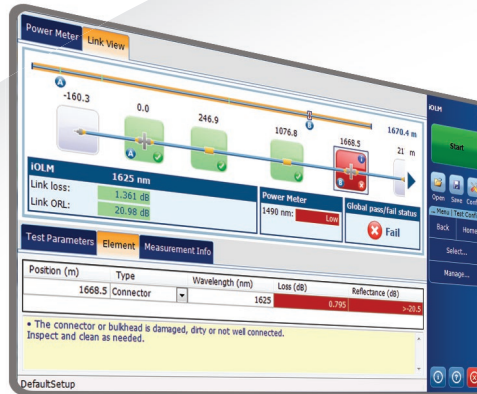 Power Meter Link View
1670.4 m
-160.3 0.0 246.9 1076.8 1668.5 21 m
A B
A B
iOLM 1625 nm
Link loss: 1.361 dB
Link ORL: 20.98 dB
Power Meter
1490 nm: Low
Global pass/fail status
Fail
Test Parameters Element Measurement Info
Position (m) Type Wavelength (nm) Loss (dB) Reflectance (dB)
1668.5 Connector 1625 0.795 >-20.5
• The connector or bulkhead is damaged, dirty or not well connected.
Inspect and clean as needed.
DefaultSetup
iOLM
Start
Open Save Confi
Menu Test Conf
Back Home
Select...
Manage...